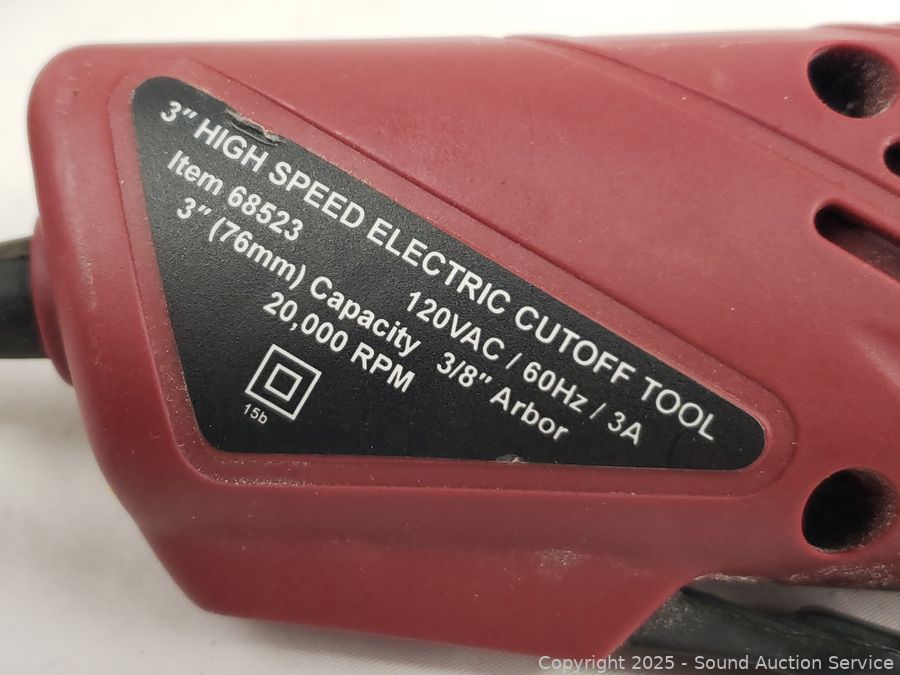 3" HIGH SPEED ELECTRIC CUTOFF TOOL
Item 68523 120VAC / 60Hz / 3A
3" (76mm) Capacity 3/8" Arbor
20,000 RPM
15b
Copyright © 2025 - Sound Auction Service